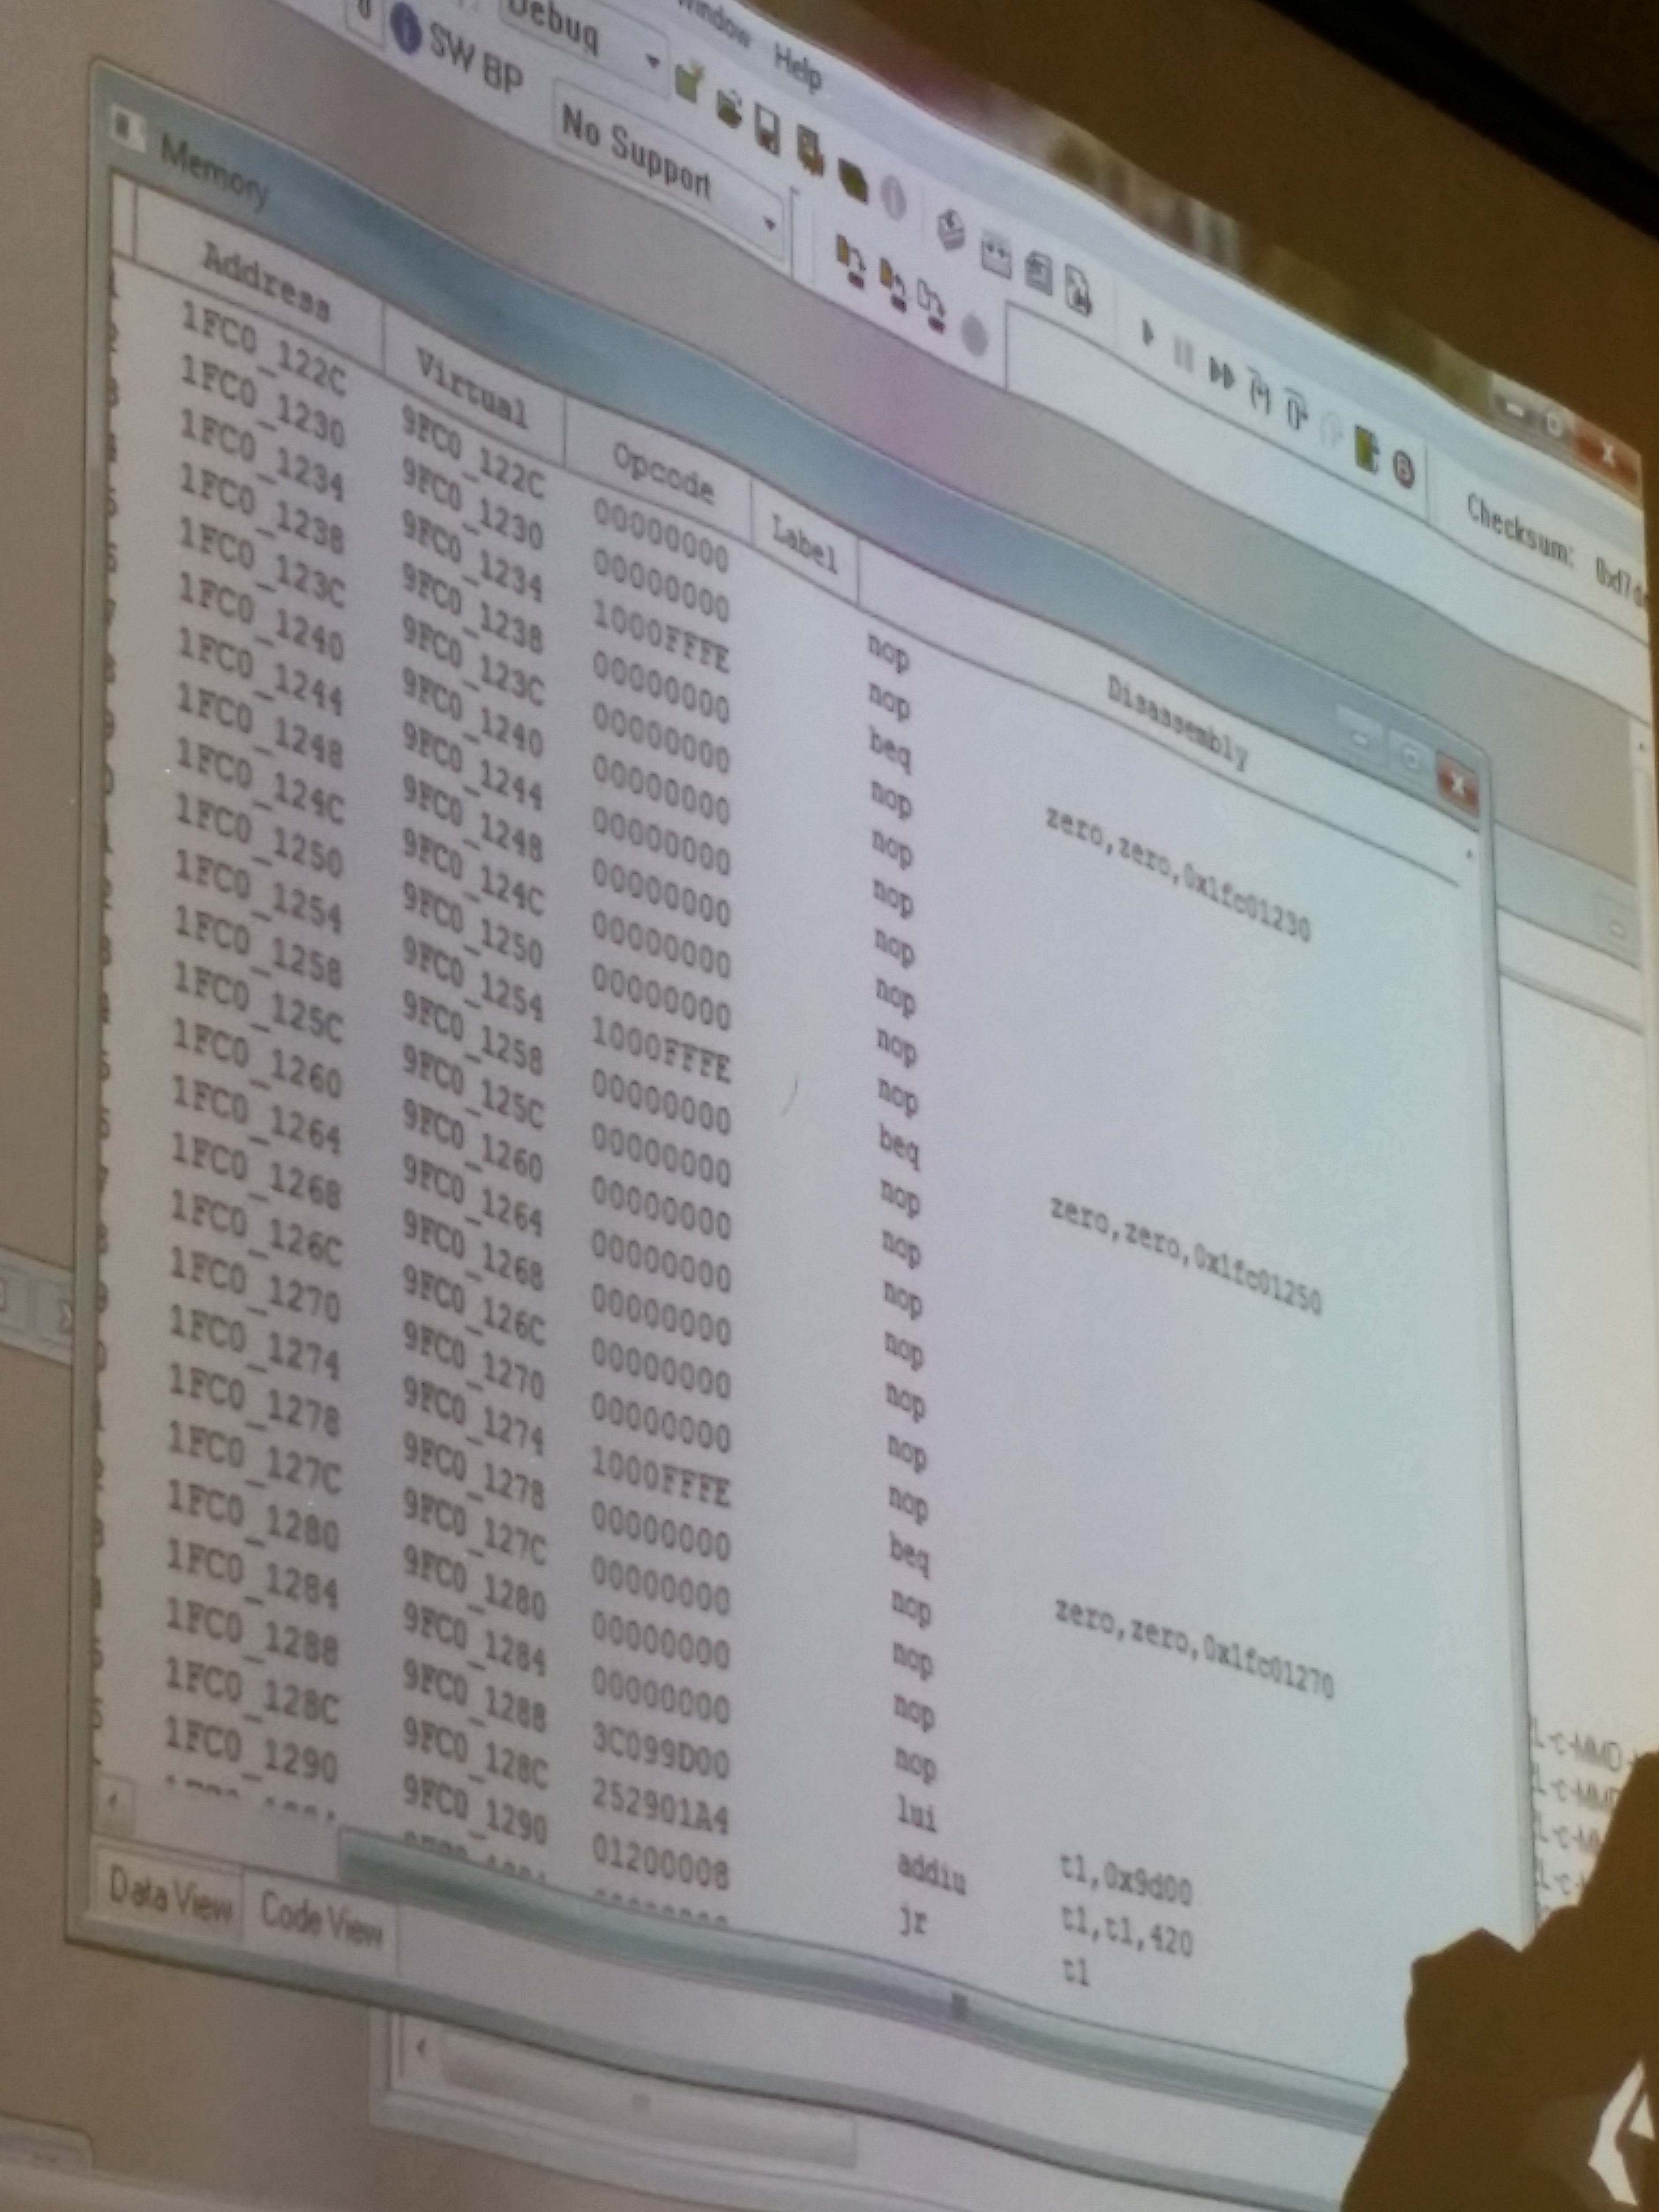 Window Help
Debug
SW BP No Support
Checksum: 0xd7d
Memory
Address Virtual Opcode Label Disassembly
1FC0_122C 9FC0_122C 00000000 nop
1FC0_1230 9FC0_1230 00000000 nop
1FC0_1234 9FC0_1234 1000FFFE beq zero,zero,0x1fc01230
1FC0_1238 9FC0_1238 00000000 nop
1FC0_123C 9FC0_123C 00000000 nop
1FC0_1240 9FC0_1240 00000000 nop
1FC0_1244 9FC0_1244 00000000 nop
1FC0_1248 9FC0_1248 00000000 nop
1FC0_124C 9FC0_124C 00000000 nop
1FC0_1250 9FC0_1250 00000000 nop
1FC0_1254 9FC0_1254 1000FFFE beq zero,zero,0x1fc01250
1FC0_1258 9FC0_1258 00000000 nop
1FC0_125C 9FC0_125C 00000000 nop
1FC0_1260 9FC0_1260 00000000 nop
1FC0_1264 9FC0_1264 00000000 nop
1FC0_1268 9FC0_1268 00000000 nop
1FC0_126C 9FC0_126C 00000000 nop
1FC0_1270 9FC0_1270 00000000 nop
1FC0_1274 9FC0_1274 1000FFFE beq zero,zero,0x1fc01270
1FC0_1278 9FC0_1278 00000000 nop
1FC0_127C 9FC0_127C 00000000 nop
1FC0_1280 9FC0_1280 00000000 nop
1FC0_1284 9FC0_1284 00000000 nop
1FC0_1288 9FC0_1288 3C099D00 lui t1,0x9d00
1FC0_128C 9FC0_128C 252901A4 addiu t1,t1,420
1FC0_1290 9FC0_1290 01200008 jr t1
Data View Code View